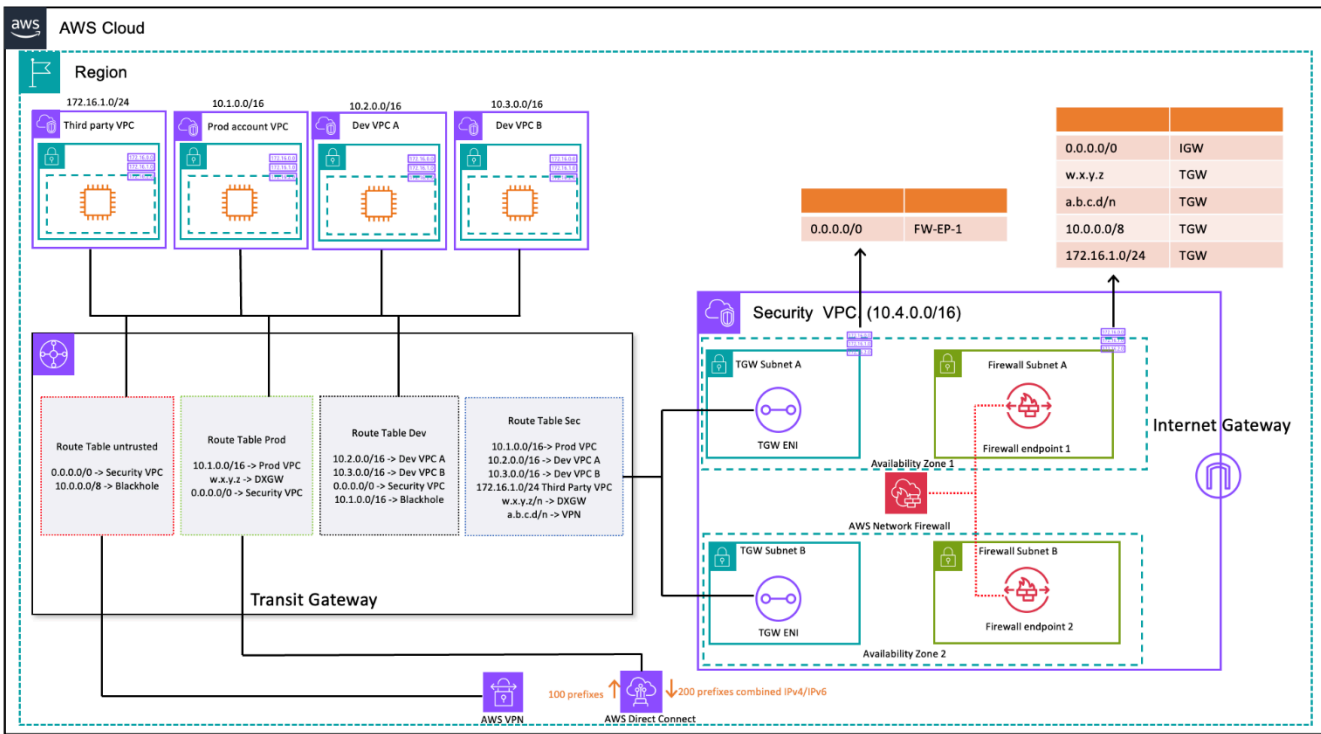 aws
AWS Cloud
Region
172.16.1.0/24
10.1.0.0/16
10.2.0.0/16
10.3.0.0/16
Third party VPC
Prod account VPC
Dev VPC A
Dev VPC B
0.0.0.0/0 IGW
w.x.y.z TGW
a.b.c.d/n TGW
10.0.0.0/8 TGW
172.16.1.0/24 TGW
0.0.0.0/0 FW-EP-1
Security VPC. (10.4.0.0/16)
TGW Subnet A
TGW ENI
Firewall Subnet A
Firewall endpoint 1
Availability Zone 1
Internet Gateway
AWS Network Firewall
TGW Subnet B
TGW ENI
Firewall Subnet B
Firewall endpoint 2
Availability Zone 2
Route Table untrusted
0.0.0.0/0 -> Security VPC
10.0.0.0/8 -> Blackhole
Route Table Prod
10.1.0.0/16 -> Prod VPC
w.x.y.z -> DXGW
0.0.0.0/0 -> Security VPC
Route Table Dev
10.2.0.0/16 -> Dev VPC A
10.3.0.0/16 -> Dev VPC B
0.0.0.0/0 -> Security VPC
10.1.0.0/16 -> Blackhole
Route Table Sec
10.1.0.0/16-> Prod VPC
10.2.0.0/16 -> Dev VPC A
10.3.0.0/16 -> Dev VPC B
172.16.1.0/24 Third Party VPC
w.x.y.z/n -> DXGW
a.b.c.d/n -> VPN
Transit Gateway
AWS VPN
100 prefixes
200 prefixes combined IPv4/IPv6
AWS Direct Connect